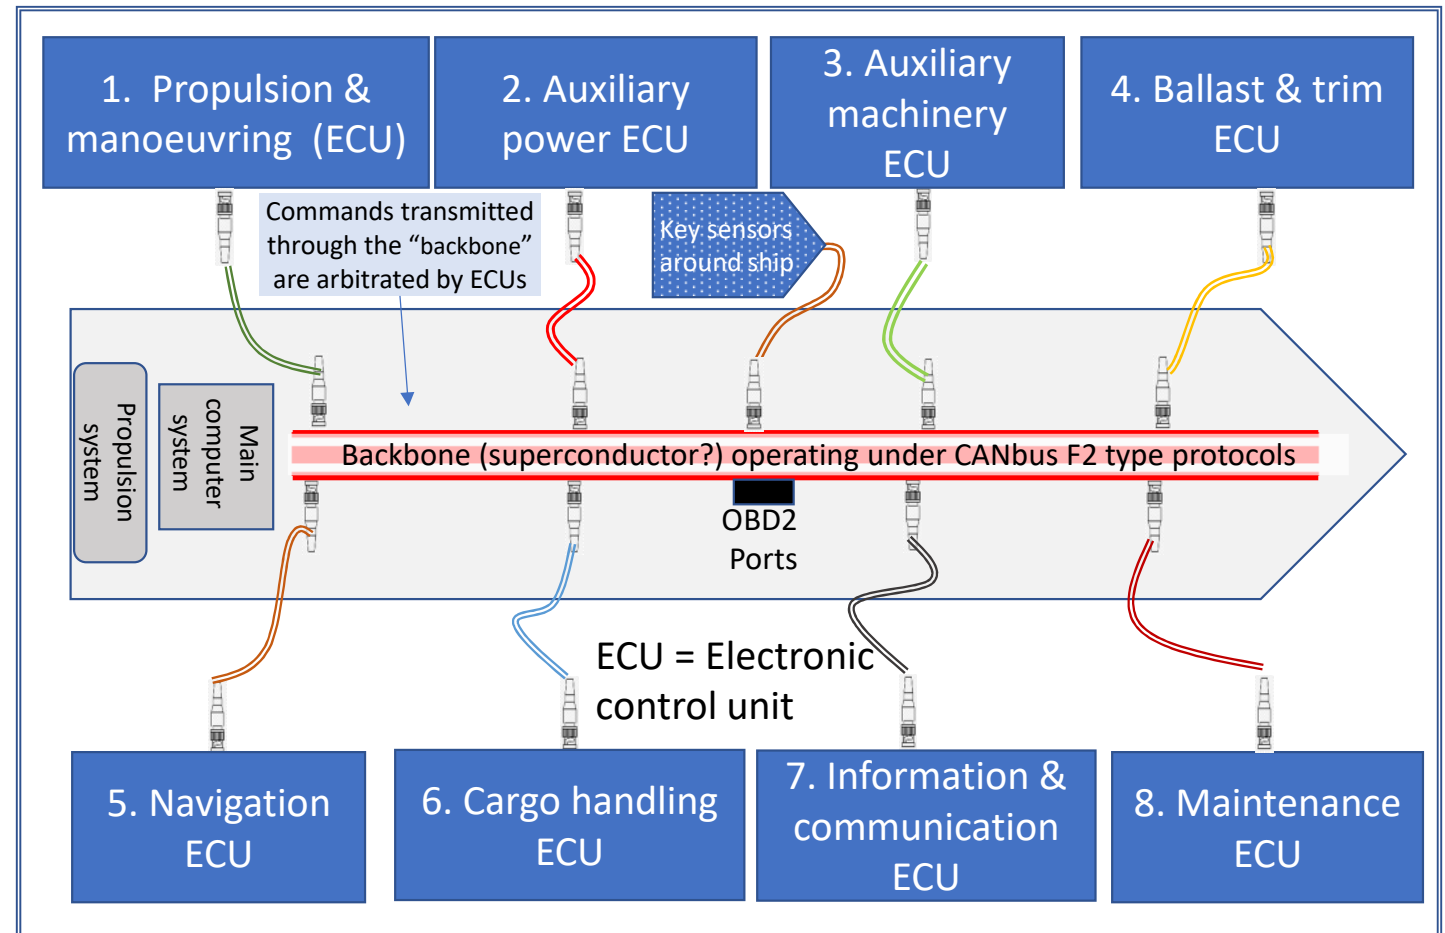 1. Propulsion &
manoeuvring (ECU)
2. Auxiliary
power ECU
3. Auxiliary
machinery
ECU
4. Ballast & trim
ECU
Commands transmitted
through the “backbone”
are arbitrated by ECUs
Key sensors
around ship
Propulsion
system
Main
computer
system
Backbone (superconductor?) operating under CANbus F2 type protocols
OBD2
Ports
ECU = Electronic
control unit
5. Navigation
ECU
6. Cargo handling
ECU
7. Information &
communication
ECU
8. Maintenance
ECU